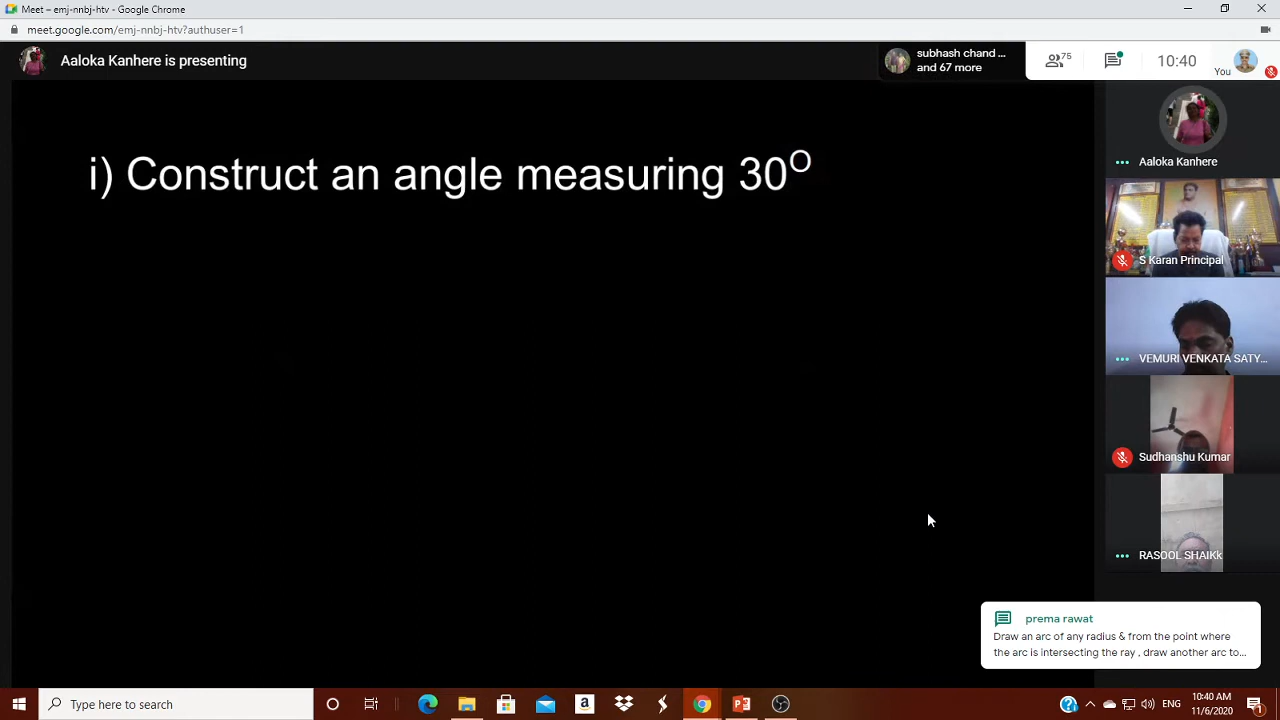 Meet – emj-nnbj-htv - Google Chrome
meet.google.com/emj-nnbj-htv?authuser=1
Aaloka Kanhere is presenting
subhash chand ...
and 67 more
75
10:40
You
i) Construct an angle measuring 30°
Aaloka Kanhere
S Karan Principal
VEMURI VENKATA SATY...
Sudhanshu Kumar
RASOOL SHAIKk
prema rawat
Draw an arc of any radius & from the point where
the arc is intersecting the ray , draw another arc to...
Type here to search
a
ENG
10:40 AM
11/6/2020
1